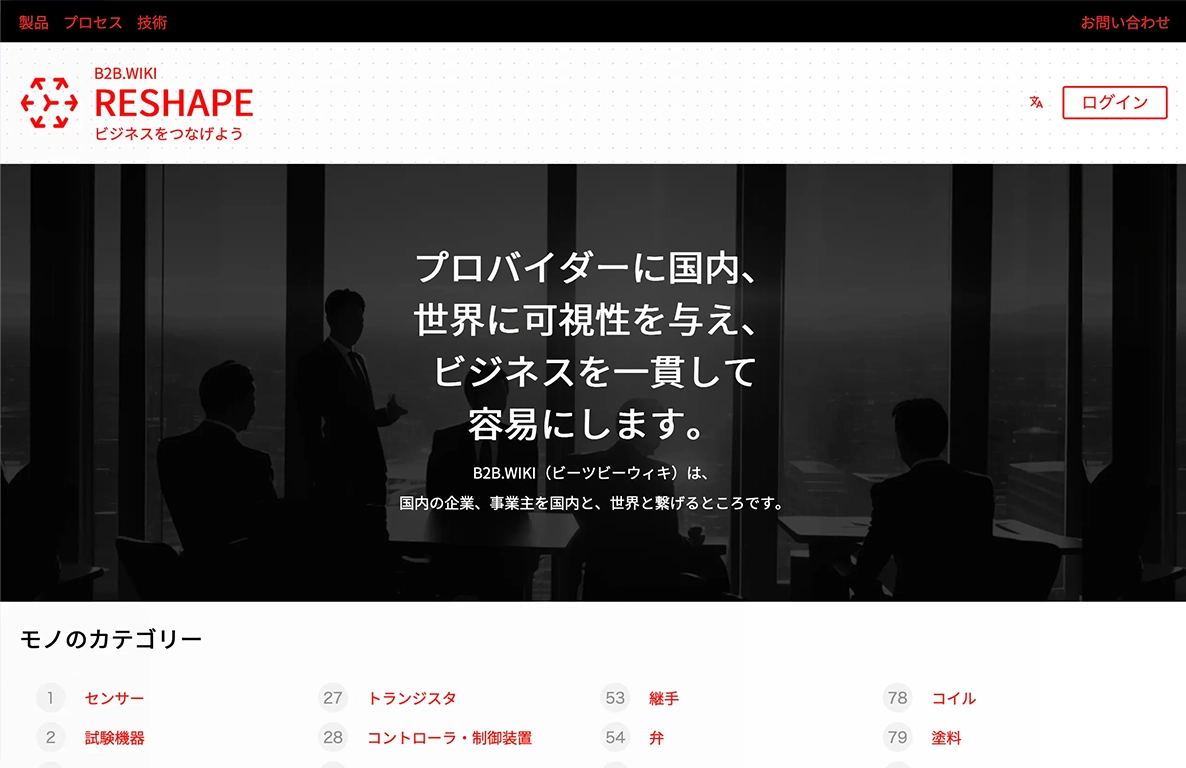 製品 プロセス 技術 お問い合わせ
B2B.WIKI
RESHAPE
ビジネスをつなげよう
ログイン
プロバイダーに国内、
世界に可視性を与え、
ビジネスを一貫して
容易にします。
B2B.WIKI（ビーツビーウィキ）は、
国内の企業、事業主を国内と、世界と繋げるところです。
モノのカテゴリー
1 センサー 27 トランジスタ 53 継手 78 コイル
2 試験機器 28 コントローラ・制御装置 54 弁 79 塗料